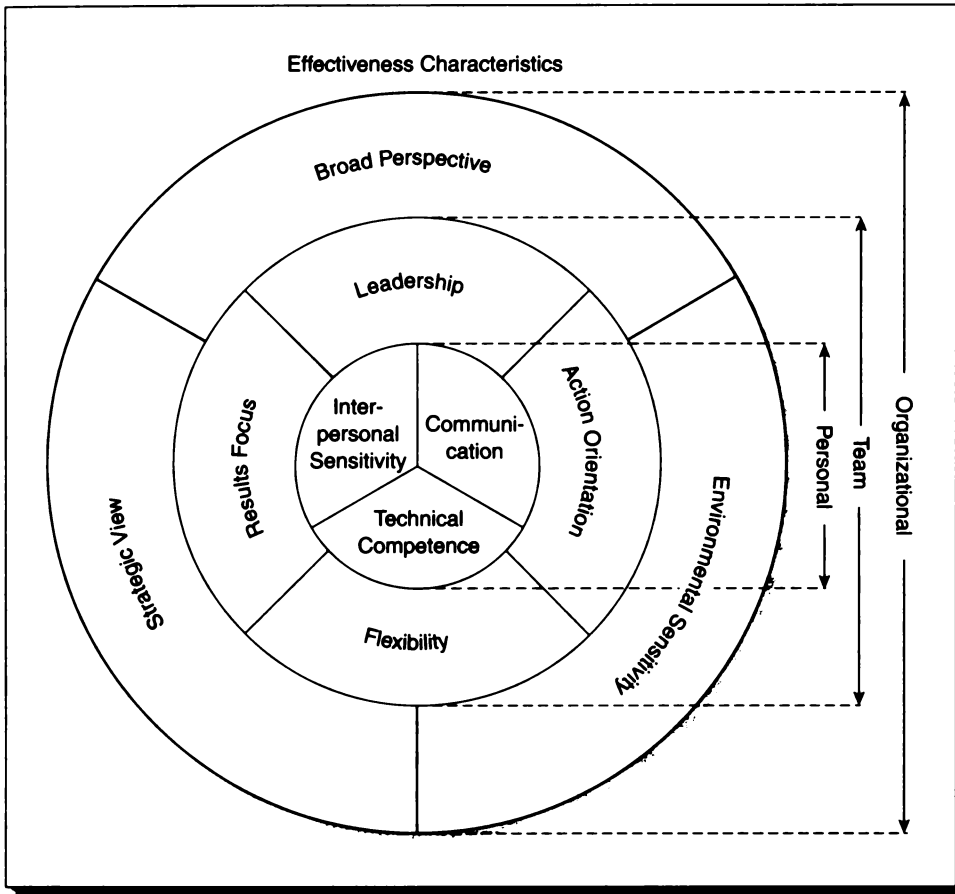 Effectiveness Characteristics
Broad Perspective
Leadership
Inter-
personal
Sensitivity
Communi-
cation
Technical
Competence
Results Focus
Action Orientation
Flexibility
Strategic View
Environmental Sensitivity
Personal
Team
Organizational